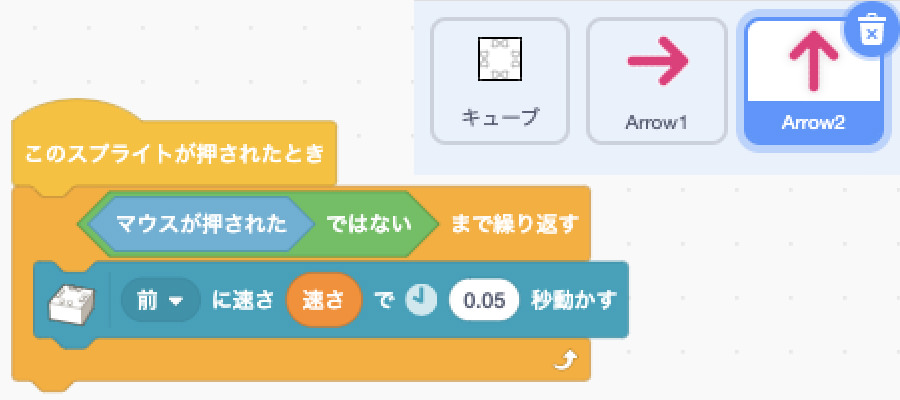 キューブ
Arrow1
Arrow2
このスプライトが押されたとき
マウスが押された ではない まで繰り返す
前 に速さ 速さ で 0.05 秒動かす